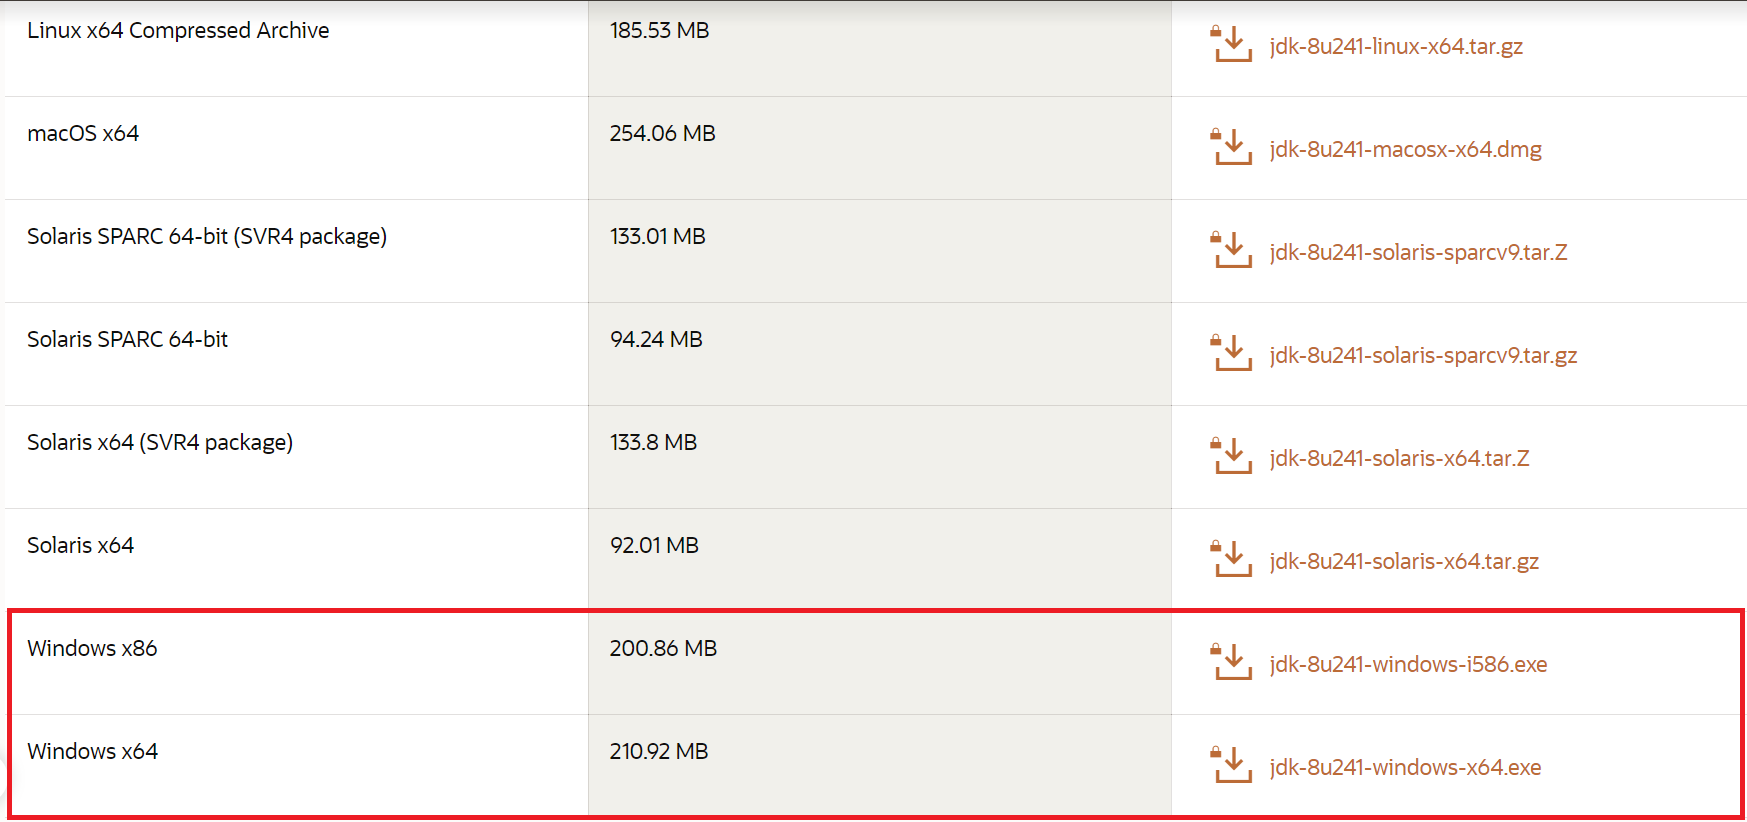 Linux x64 Compressed Archive 185.53 MB jdk-8u241-linux-x64.tar.gz
macOS x64 254.06 MB jdk-8u241-macosx-x64.dmg
Solaris SPARC 64-bit (SVR4 package) 133.01 MB jdk-8u241-solaris-sparcv9.tar.Z
Solaris SPARC 64-bit 94.24 MB jdk-8u241-solaris-sparcv9.tar.gz
Solaris x64 (SVR4 package) 133.8 MB jdk-8u241-solaris-x64.tar.Z
Solaris x64 92.01 MB jdk-8u241-solaris-x64.tar.gz
Windows x86 200.86 MB jdk-8u241-windows-i586.exe
Windows x64 210.92 MB jdk-8u241-windows-x64.exe